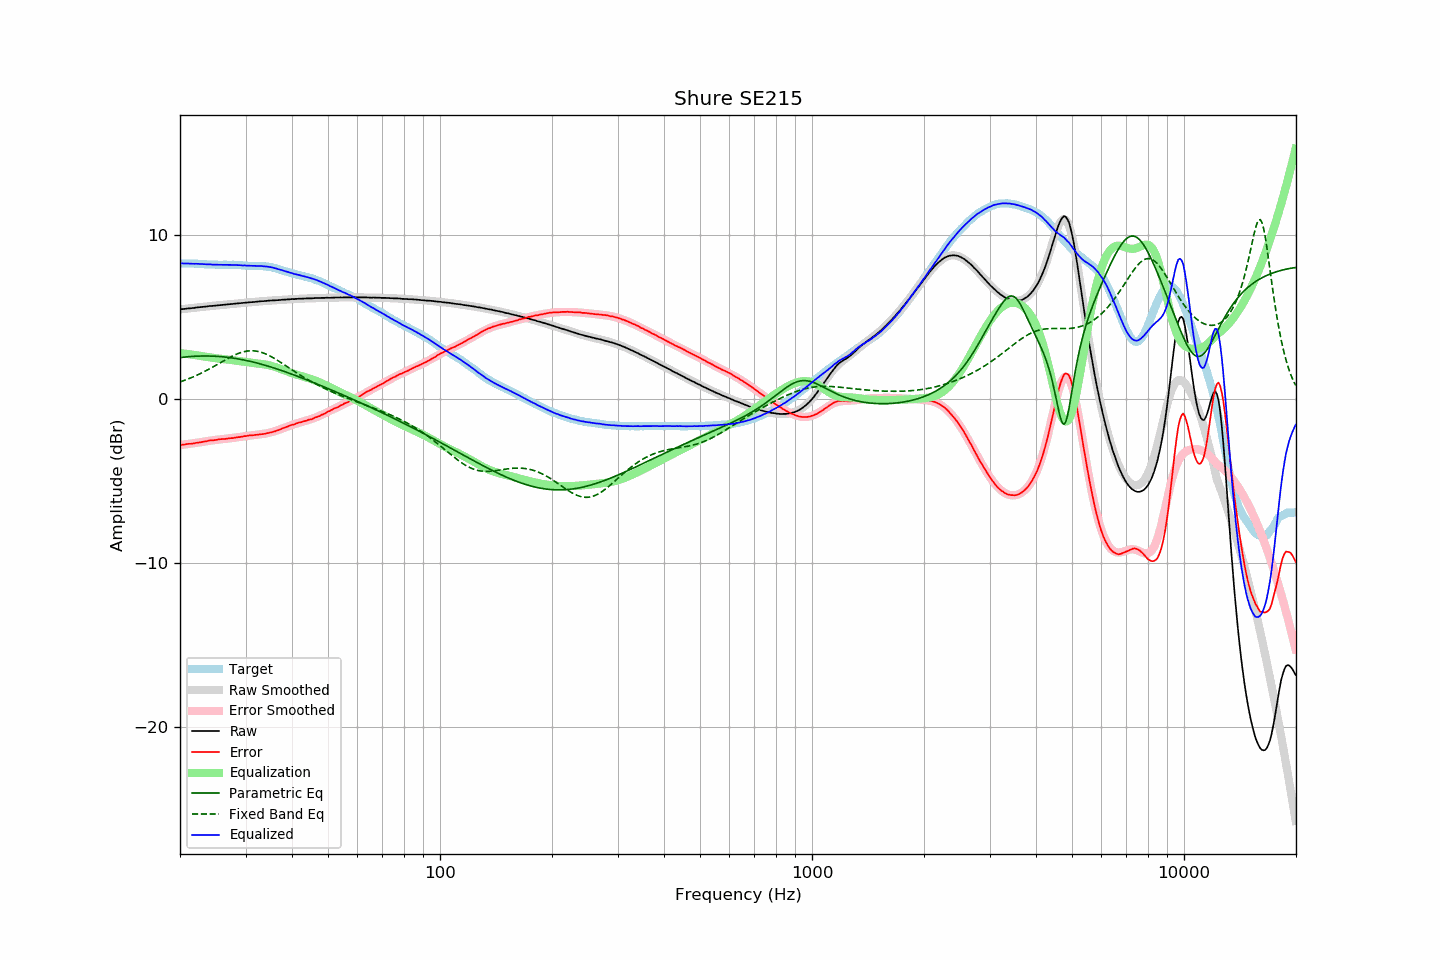 Shure SE215
Amplitude (dBr)
10
0
−10
−20
Target
Raw Smoothed
Error Smoothed
Raw
Error
Equalization
Parametric Eq
Fixed Band Eq
Equalized
100
1000
10000
Frequency (Hz)